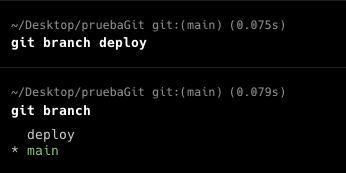 ~/Desktop/pruebaGit git:(main) (0.075s)
git branch deploy
~/Desktop/pruebaGit git:(main) (0.079s)
git branch
deploy
* main